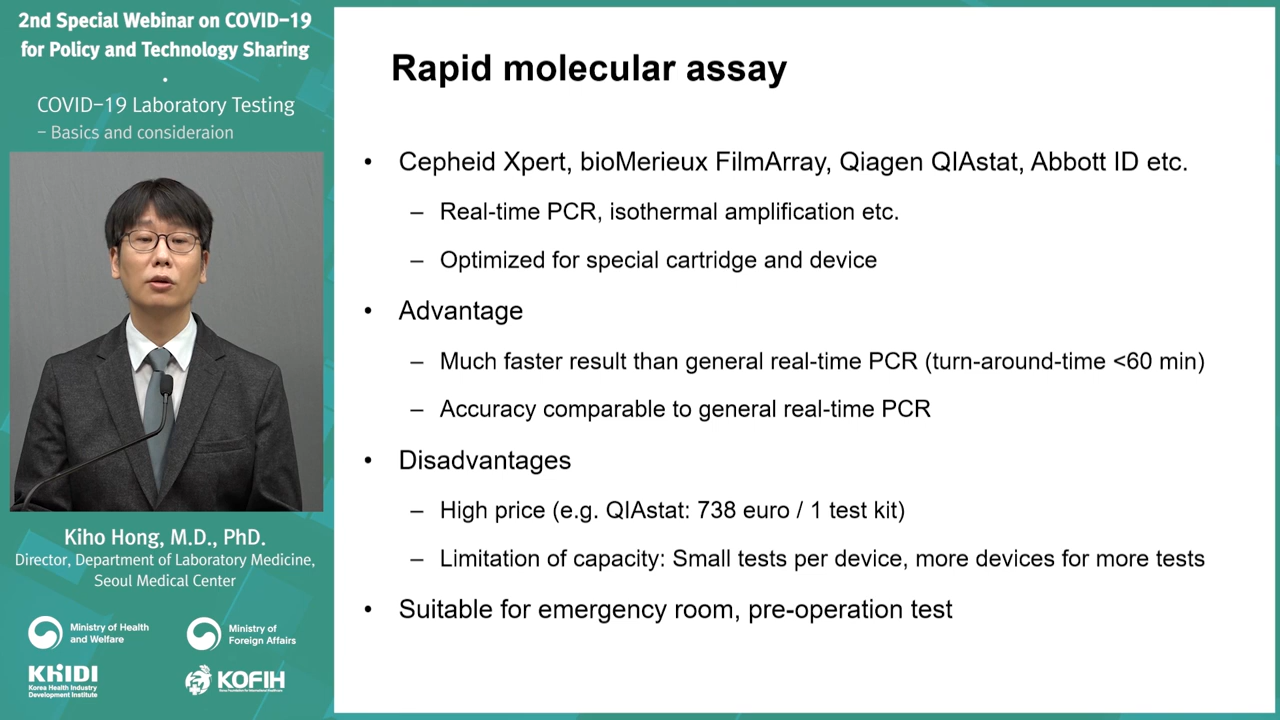 2nd Special Webinar on COVID-19
for Policy and Technology Sharing
COVID-19 Laboratory Testing
- Basics and consideraion
Kiho Hong, M.D., PhD.
Director, Department of Laboratory Medicine,
Seoul Medical Center
Ministry of Health
and Welfare
Ministry of
Foreign Affairs
KHIDI
Korea Health Industry
Development Institute
KOFIH
Korea Foundation for International Healthcare
Rapid molecular assay
• Cepheid Xpert, bioMerieux FilmArray, Qiagen QIAstat, Abbott ID etc.
– Real-time PCR, isothermal amplification etc.
– Optimized for special cartridge and device
• Advantage
– Much faster result than general real-time PCR (turn-around-time <60 min)
– Accuracy comparable to general real-time PCR
• Disadvantages
– High price (e.g. QIAstat: 738 euro / 1 test kit)
– Limitation of capacity: Small tests per device, more devices for more tests
• Suitable for emergency room, pre-operation test